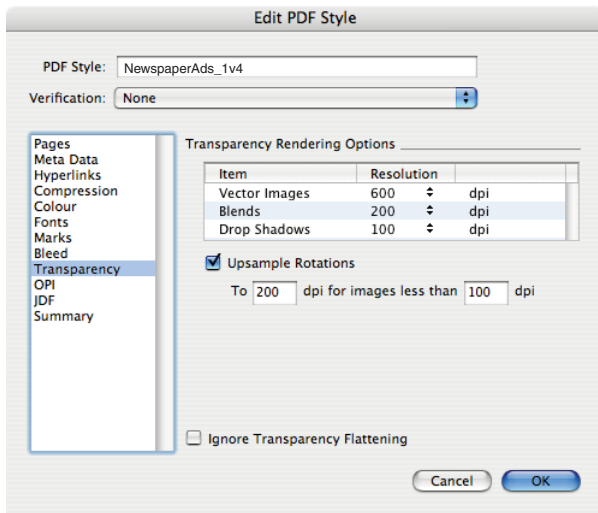 Edit PDF Style
PDF Style: NewspaperAds_1v4
Verification: None
Pages
Meta Data
Hyperlinks
Compression
Colour
Fonts
Marks
Bleed
Transparency
OPI
JDF
Summary
Transparency Rendering Options
Item Resolution
Vector Images 600 dpi
Blends 200 dpi
Drop Shadows 100 dpi
Upsample Rotations
To 200 dpi for images less than 100 dpi
Ignore Transparency Flattening
Cancel OK